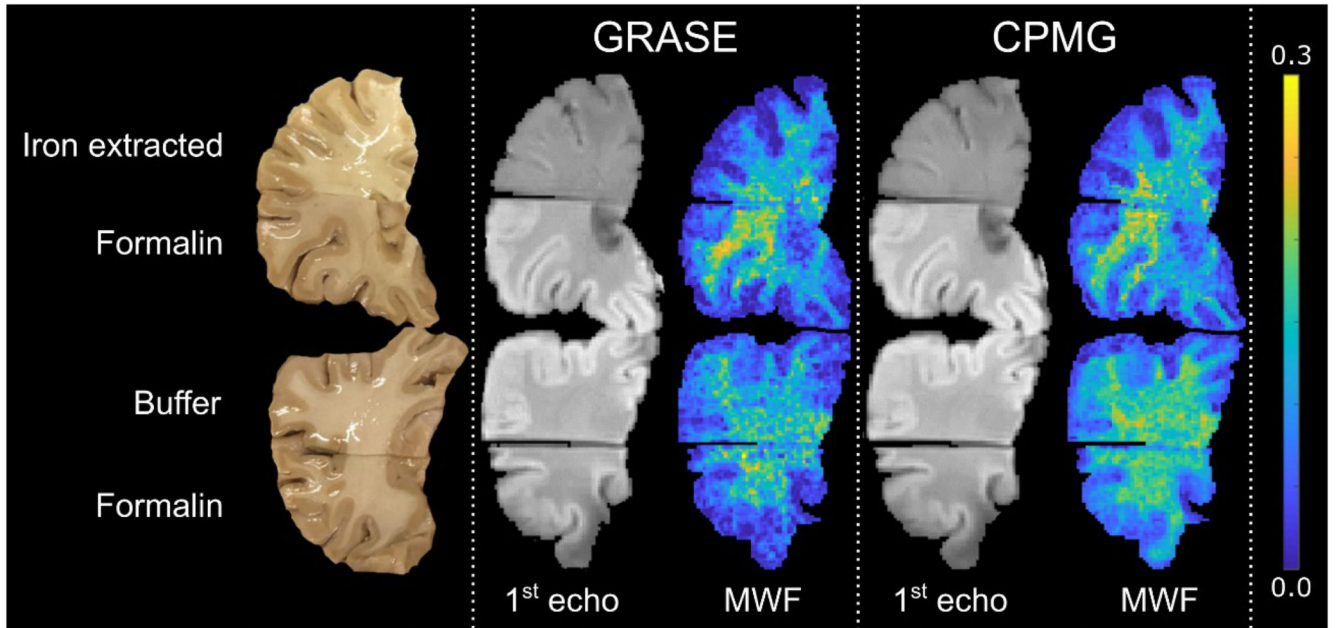 GRASE
CPMG
0.3
Iron extracted
Formalin
Buffer
Formalin
1st echo
MWF
1st echo
MWF
0.0